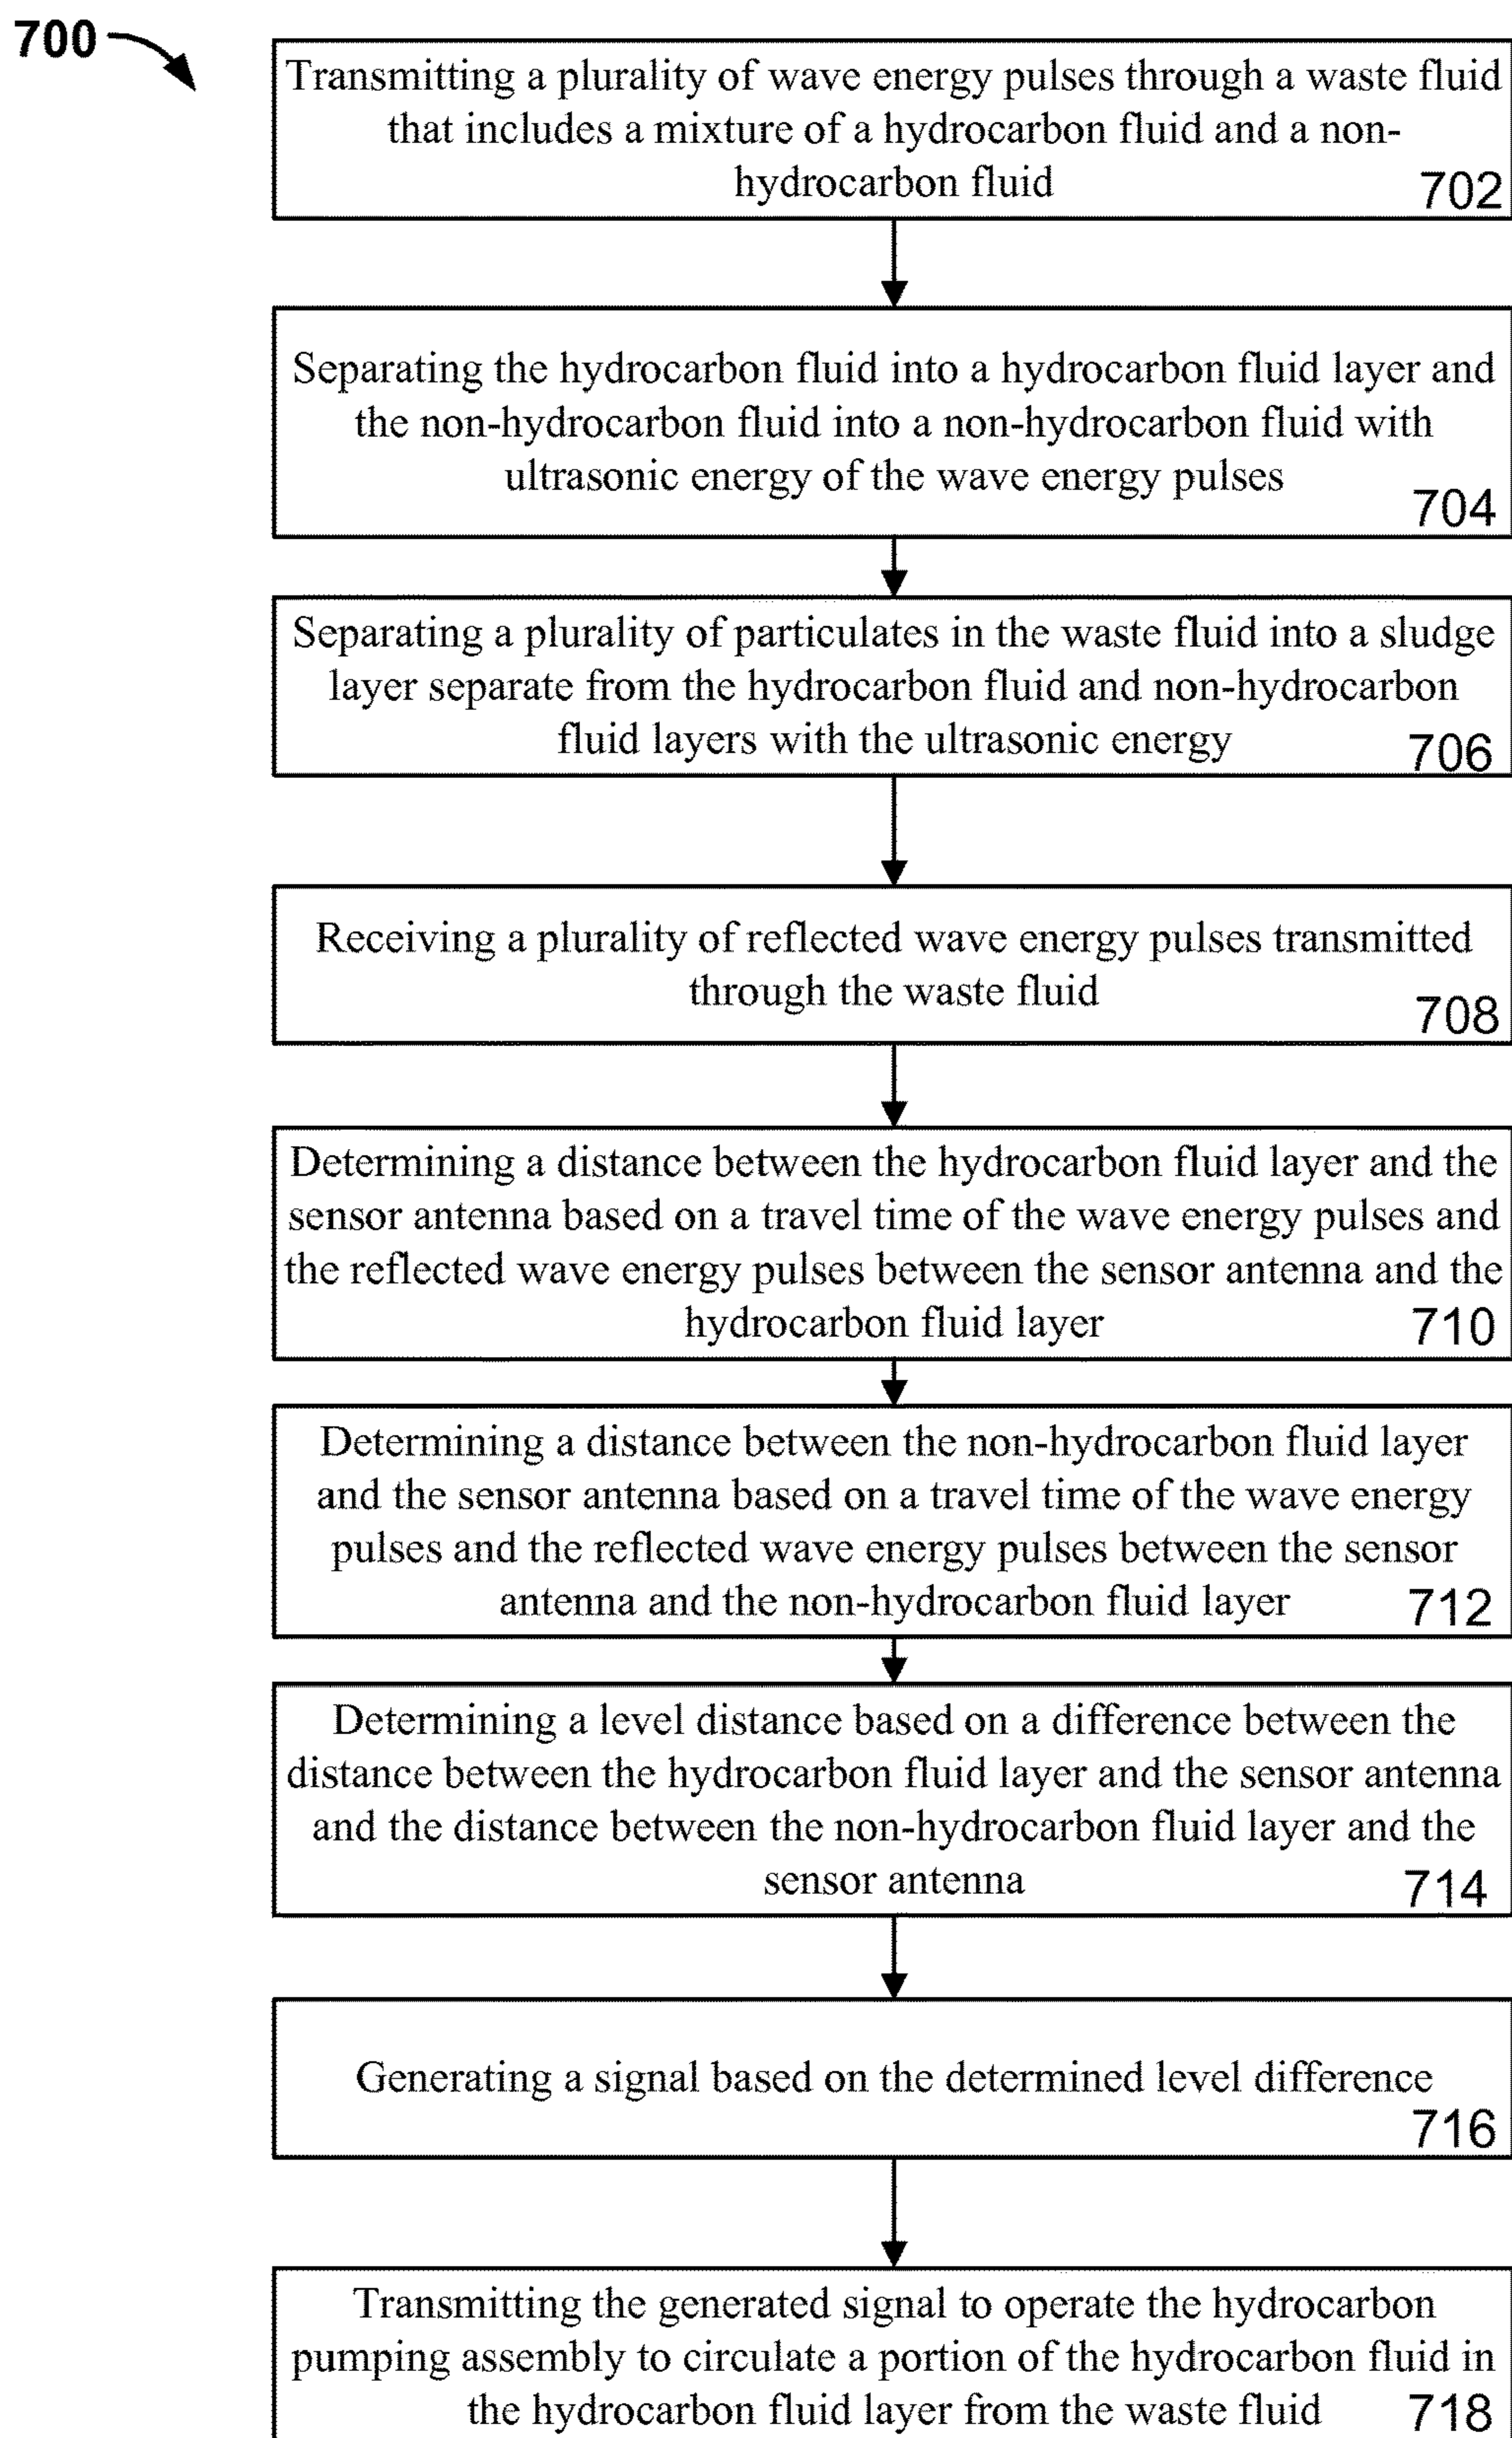 700
Transmitting a plurality of wave energy pulses through a waste fluid
that includes a mixture of a hydrocarbon fluid and a non-
hydrocarbon fluid
702
Separating the hydrocarbon fluid into a hydrocarbon fluid layer and
the non-hydrocarbon fluid into a non-hydrocarbon fluid with
ultrasonic energy of the wave energy pulses
704
Separating a plurality of particulates in the waste fluid into a sludge
layer separate from the hydrocarbon fluid and non-hydrocarbon
fluid layers with the ultrasonic energy
706
Receiving a plurality of reflected wave energy pulses transmitted
through the waste fluid
708
Determining a distance between the hydrocarbon fluid layer and the
sensor antenna based on a travel time of the wave energy pulses and
the reflected wave energy pulses between the sensor antenna and the
hydrocarbon fluid layer
710
Determining a distance between the non-hydrocarbon fluid layer
and the sensor antenna based on a travel time of the wave energy
pulses and the reflected wave energy pulses between the sensor
antenna and the non-hydrocarbon fluid layer
712
Determining a level distance based on a difference between the
distance between the hydrocarbon fluid layer and the sensor antenna
and the distance between the non-hydrocarbon fluid layer and the
sensor antenna
714
Generating a signal based on the determined level difference
716
Transmitting the generated signal to operate the hydrocarbon
pumping assembly to circulate a portion of the hydrocarbon fluid in
the hydrocarbon fluid layer from the waste fluid
718